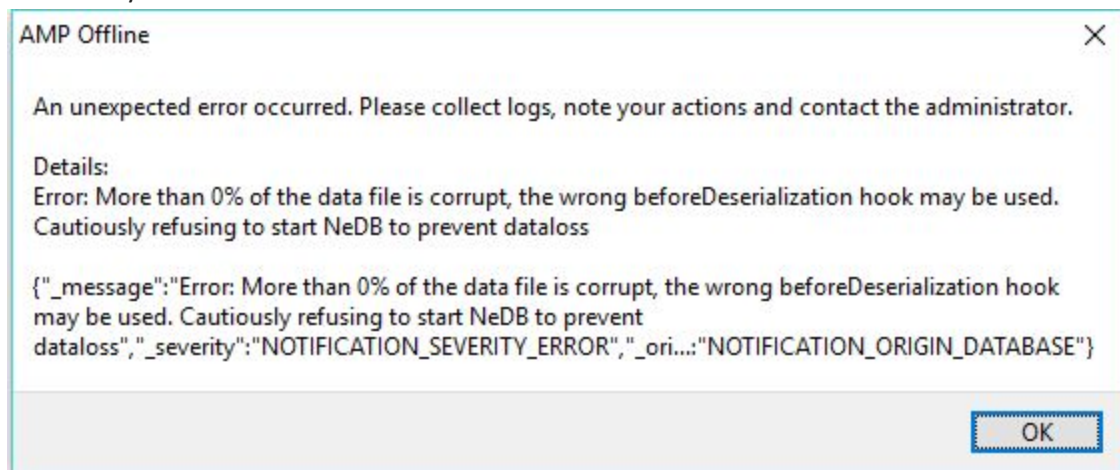 AMP Offline
An unexpected error occurred. Please collect logs, note your actions and contact the administrator.
Details:
Error: More than 0% of the data file is corrupt, the wrong beforeDeserialization hook may be used.
Cautiously refusing to start NeDB to prevent dataloss
{"_message":"Error: More than 0% of the data file is corrupt, the wrong beforeDeserialization hook
may be used. Cautiously refusing to start NeDB to prevent
dataloss","_severity":"NOTIFICATION_SEVERITY_ERROR","_ori...:"NOTIFICATION_ORIGIN_DATABASE"}
OK